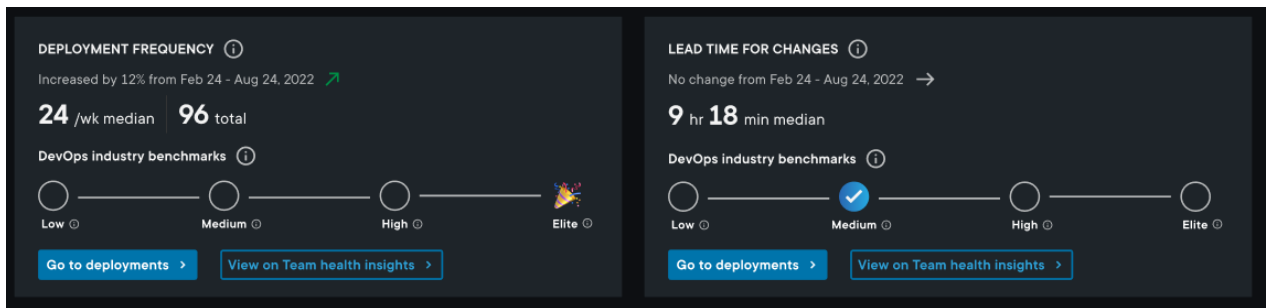 DEPLOYMENT FREQUENCY
Increased by 12% from Feb 24 - Aug 24, 2022
24 /wk median 96 total
DevOps industry benchmarks
Low Medium High Elite
Go to deployments View on Team health insights
LEAD TIME FOR CHANGES
No change from Feb 24 - Aug 24, 2022
9 hr 18 min median
DevOps industry benchmarks
Low Medium High Elite
Go to deployments View on Team health insights